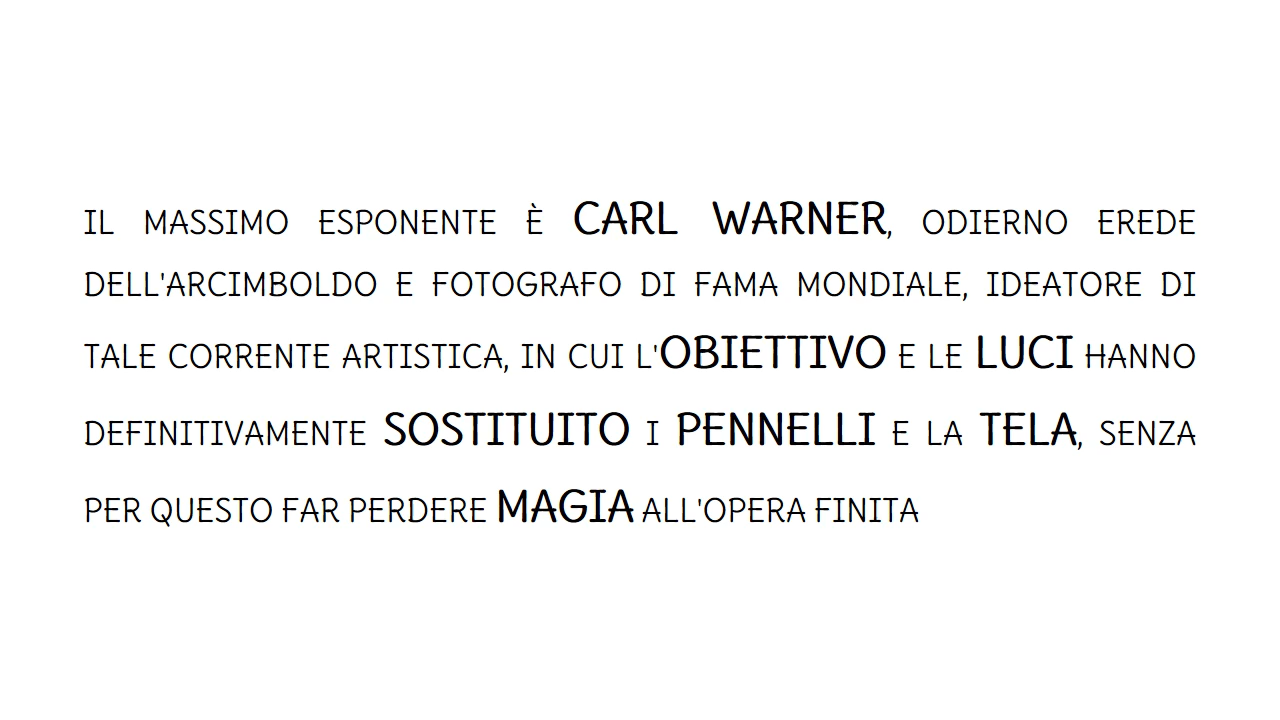 IL MASSIMO ESPONENTE È CARL WARNER, ODIERNO EREDE
DELL'ARCIMBOLDO E FOTOGRAFO DI FAMA MONDIALE, IDEATORE DI
TALE CORRENTE ARTISTICA, IN CUI L'OBIETTIVO E LE LUCI HANNO
DEFINITIVAMENTE SOSTITUITO I PENNELLI E LA TELA, SENZA
PER QUESTO FAR PERDERE MAGIA ALL'OPERA FINITA